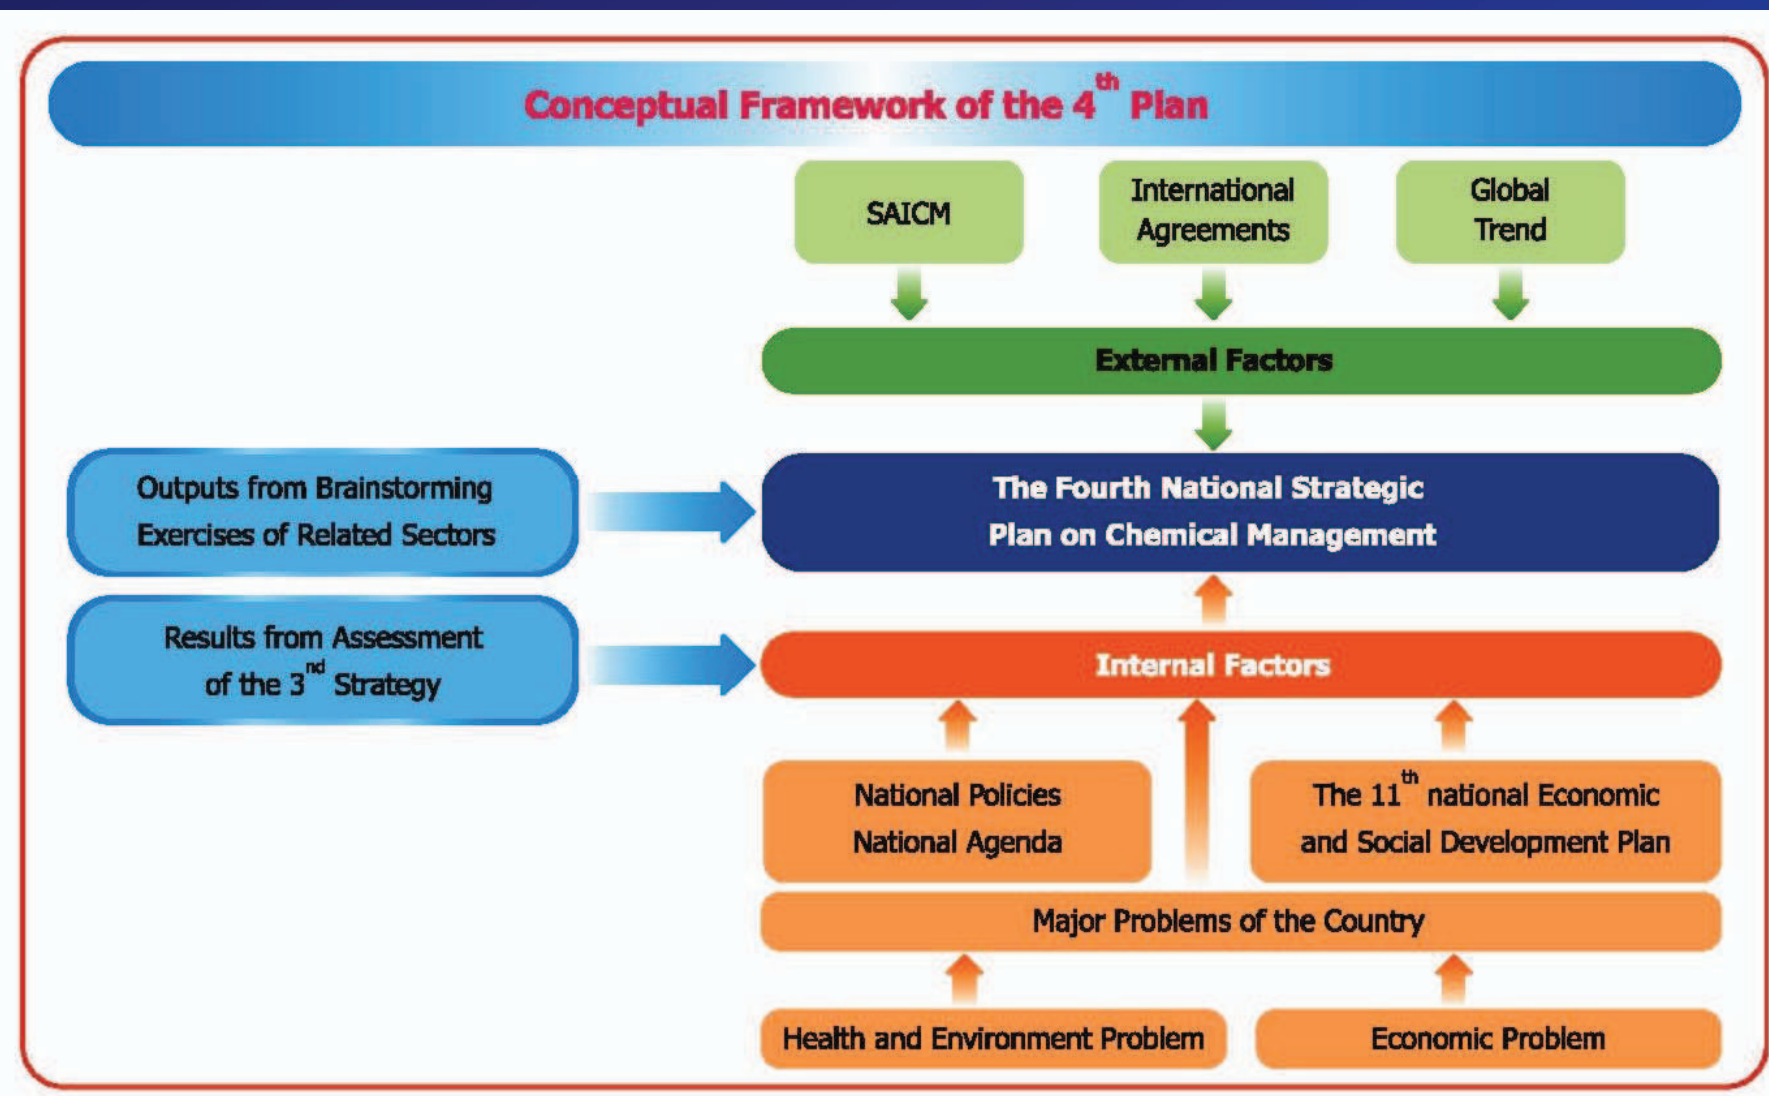 Conceptual Framework of the 4th Plan
SAICM
International
Agreements
Global
Trend
External Factors
Outputs from Brainstorming
Exercises of Related Sectors
The Fourth National Strategic
Plan on Chemical Management
Results from Assessment
of the 3nd Strategy
Internal Factors
National Policies
National Agenda
The 11th national Economic
and Social Development Plan
Major Problems of the Country
Health and Environment Problem
Economic Problem